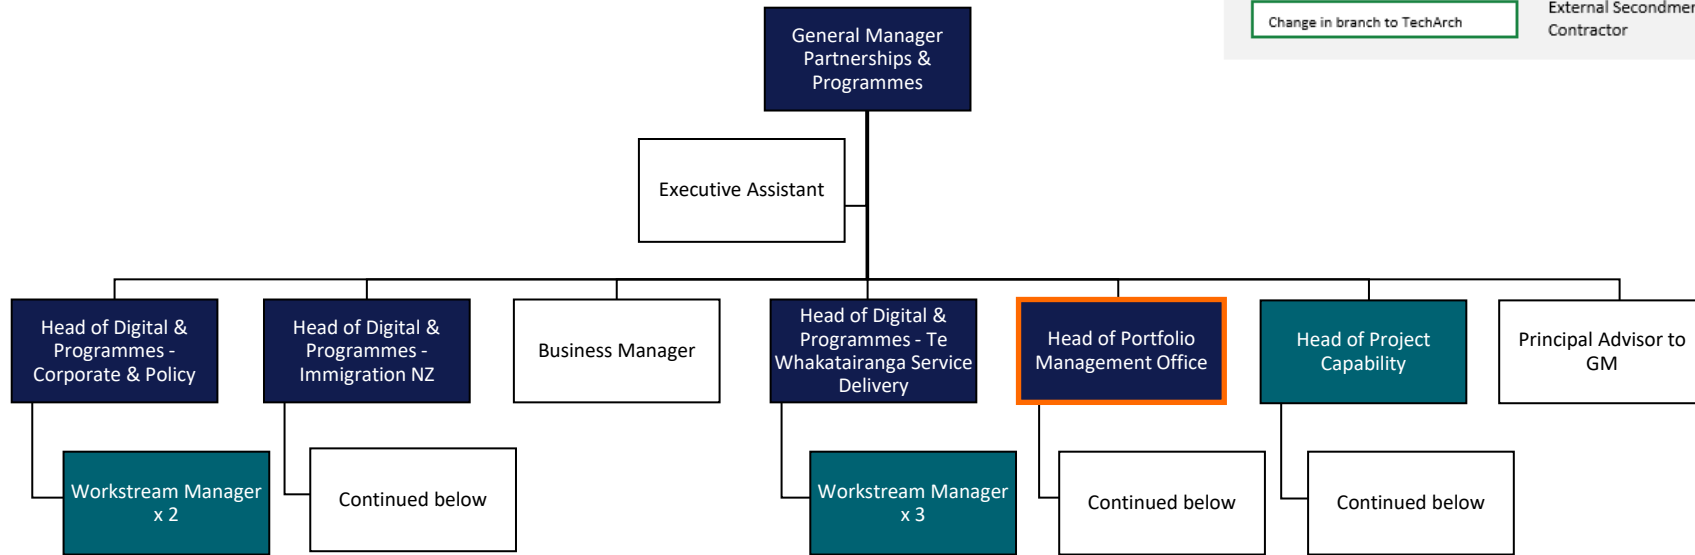 External Secondmen
Change in branch to TechArch
Contractor
General Manager
Partnerships &
Programmes
Executive Assistant
Head of Digital &
Programmes -
Corporate & Policy
Head of Digital &
Programmes -
Immigration NZ
Business Manager
Head of Digital &
Programmes - Te
Whakatairanga Service
Delivery
Head of Portfolio
Management Office
Head of Project
Capability
Principal Advisor to
GM
Workstream Manager
x 2
Continued below
Workstream Manager
x 3
Continued below
Continued below